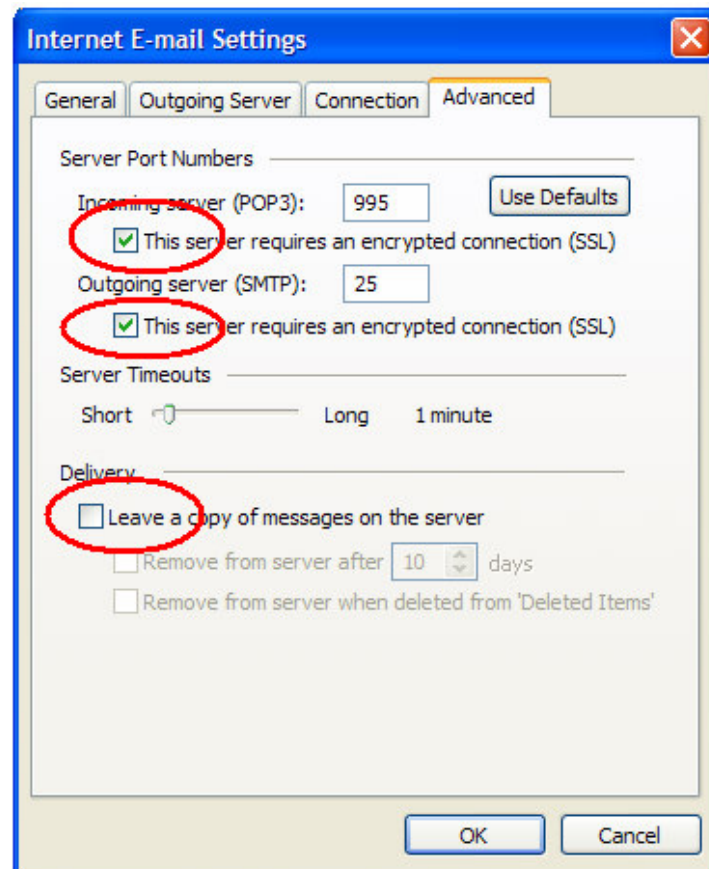 Internet E-mail Settings
General Outgoing Server Connection Advanced
Server Port Numbers
Incoming server (POP3): 995 Use Defaults
This server requires an encrypted connection (SSL)
Outgoing server (SMTP): 25
This server requires an encrypted connection (SSL)
Server Timeouts
Short Long 1 minute
Delivery
Leave a copy of messages on the server
Remove from server after 10 days
Remove from server when deleted from 'Deleted Items'
OK Cancel